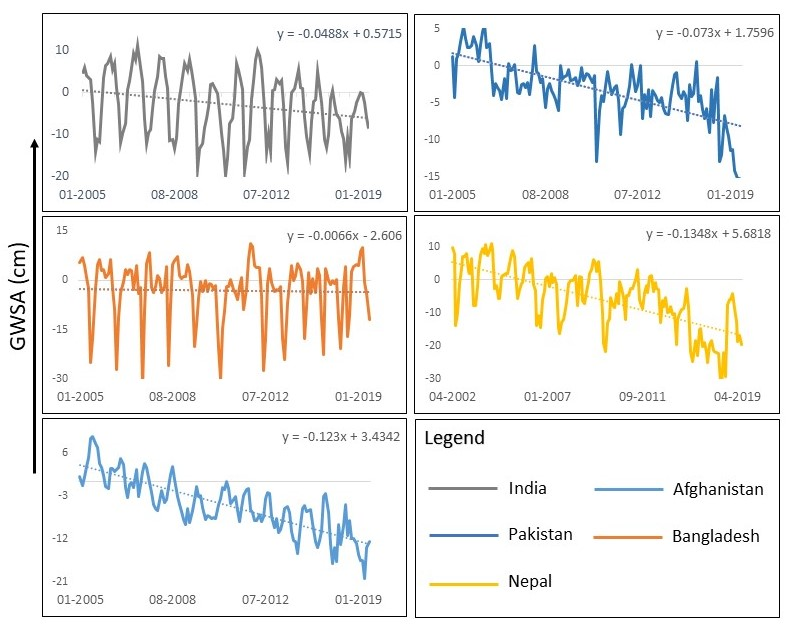 GWSA (cm)
y = -0.0488x + 0.5715
10
0
-10
-20
01-2005 08-2008 07-2012 01-2019
y = -0.073x + 1.7596
5
0
-5
-10
-15
01-2005 08-2008 07-2012 01-2019
y = -0.0066x - 2.606
15
0
-15
-30
01-2005 08-2008 07-2012 01-2019
y = -0.1348x + 5.6818
10
0
-10
-20
-30
04-2002 01-2007 09-2011 04-2019
y = -0.123x + 3.4342
6
-3
-12
-21
01-2005 08-2008 07-2012 01-2019
Legend
India Afghanistan
Pakistan Bangladesh
Nepal